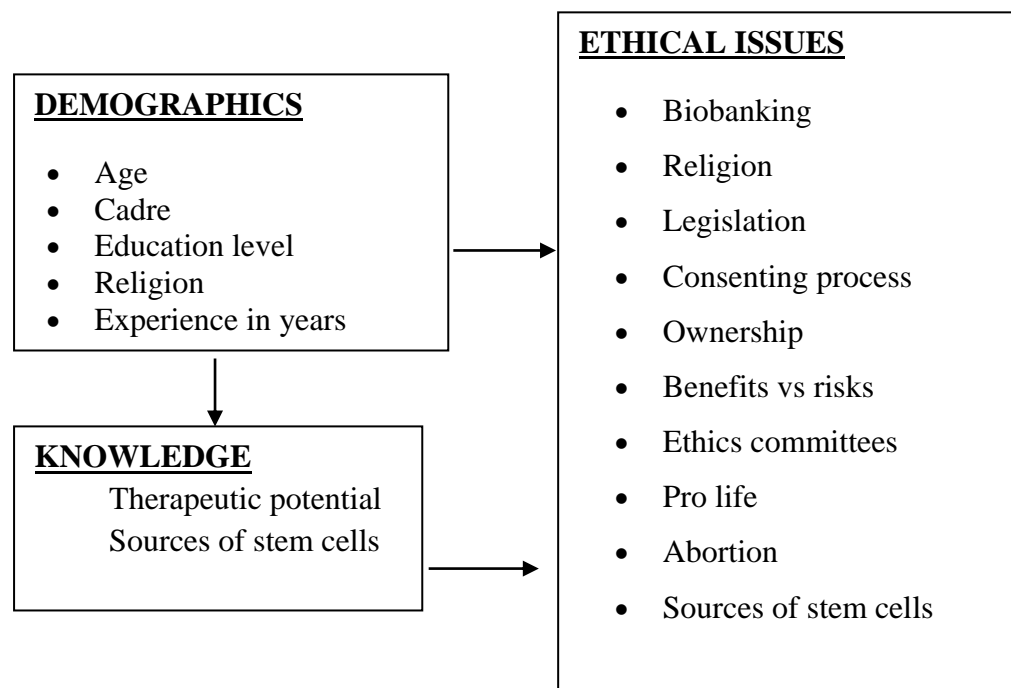 DEMOGRAPHICS
• Age
• Cadre
• Education level
• Religion
• Experience in years
KNOWLEDGE
Therapeutic potential
Sources of stem cells
ETHICAL ISSUES
• Biobanking
• Religion
• Legislation
• Consenting process
• Ownership
• Benefits vs risks
• Ethics committees
• Pro life
• Abortion
• Sources of stem cells